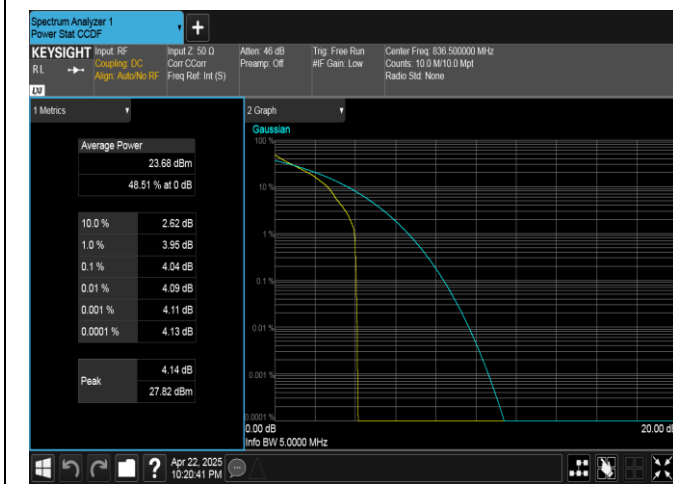 Spectrum Analyzer 1
Power Stat CCDF
KEYSIGHT
Input: RF
Coupling: DC
Align: Auto/No RF
Input Z: 50 Ω
Corr CCorr
Freq Ref: Int (S)
Atten: 46 dB
Preamp: Off
Trig: Free Run
#IF Gain: Low
Center Freq: 836.500000 MHz
Counts: 10.0 M/10.0 Mpt
Radio Std: None
RL
LXI
1 Metrics
Average Power
23.68 dBm
48.51 % at 0 dB
10.0 % 2.62 dB
1.0 % 3.95 dB
0.1 % 4.04 dB
0.01 % 4.09 dB
0.001 % 4.11 dB
0.0001 % 4.13 dB
Peak
4.14 dB
27.82 dBm
2 Graph
Gaussian
100 %
10 %
1 %
0.1 %
0.01 %
0.001 %
0.0001 %
0.00 dB
20.00 dB
Info BW 5.0000 MHz
?
Apr 22, 2025
10:20:41 PM